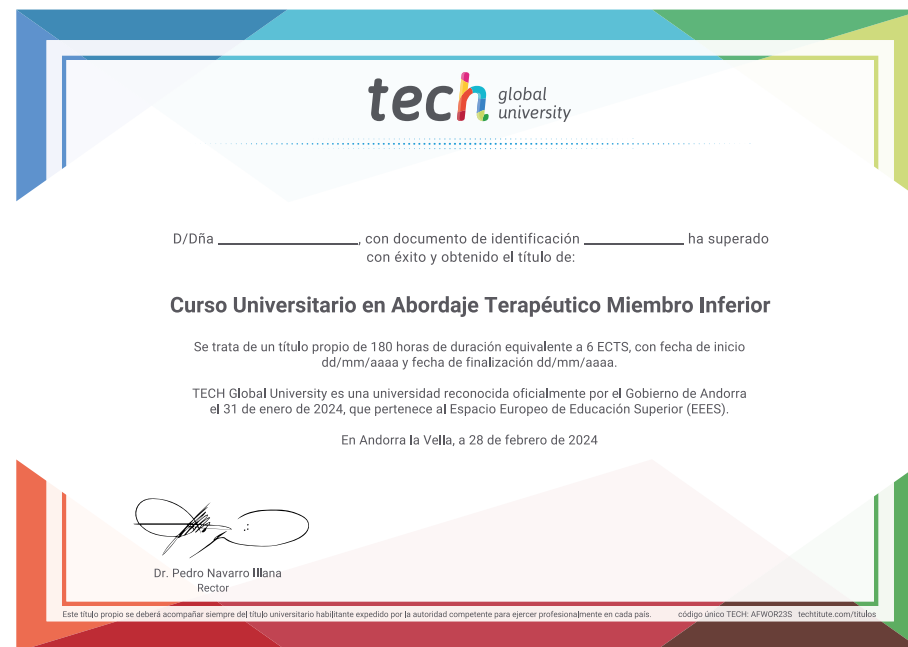 tech global university
D/Dña ____________________, con documento de identificación ______________ ha superado
con éxito y obtenido el título de:
Curso Universitario en Abordaje Terapéutico Miembro Inferior
Se trata de un título propio de 180 horas de duración equivalente a 6 ECTS, con fecha de inicio
dd/mm/aaaa y fecha de finalización dd/mm/aaaa.
TECH Global University es una universidad reconocida oficialmente por el Gobierno de Andorra
el 31 de enero de 2024, que pertenece al Espacio Europeo de Educación Superior (EEES).
En Andorra la Vella, a 28 de febrero de 2024
Dr. Pedro Navarro Illana
Rector
Este título propio se deberá acompañar siempre del título universitario habilitante expedido por la autoridad competente para ejercer profesionalmente en cada país. código único TECH: AFWOR23S techtitute.com/titulos